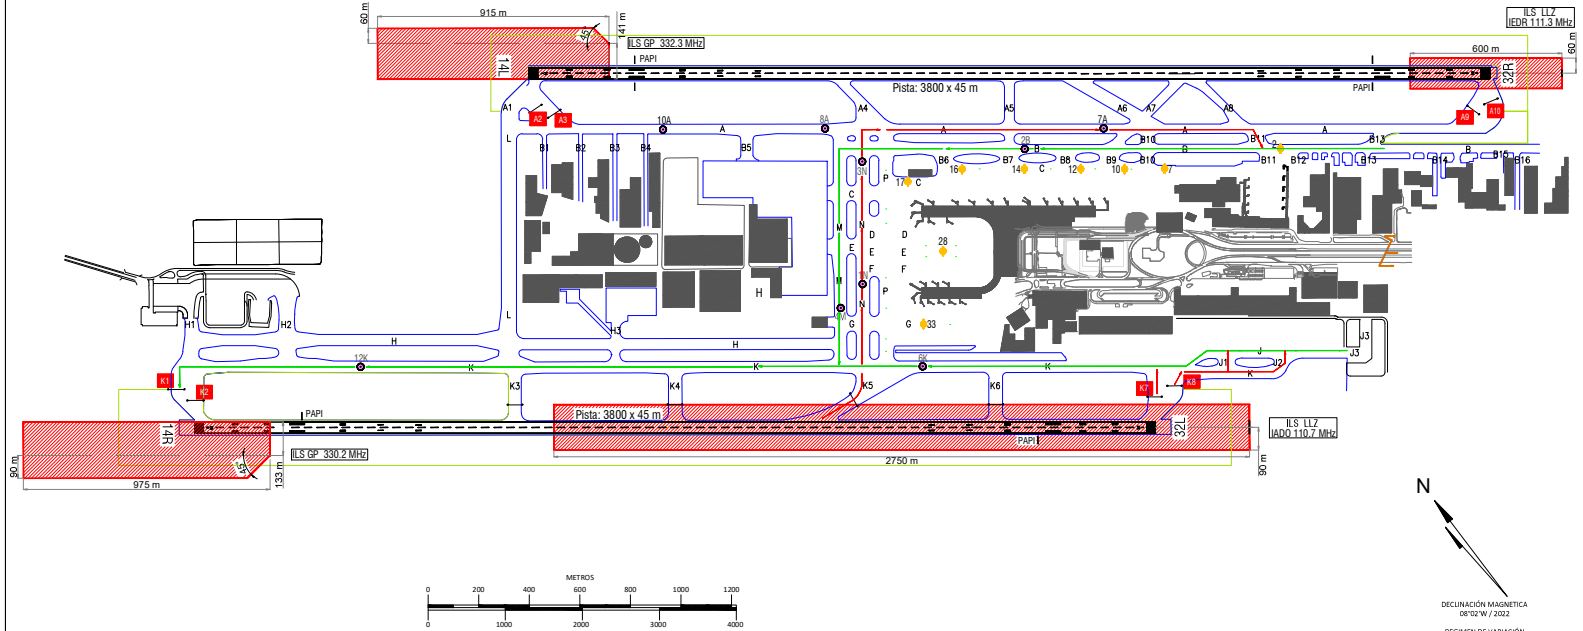 915 m
60 m
141 m
45°
ILS GP 332.3 MHz
ILS LLZ
IEDR 111.3 MHz
600 m
60 m
14L
PAPI
Pista: 3800 x 45 m
PAPI
32R
A1
A2
A3
A4
A5
A6
A7
A8
A9
A10
10A
A
8A
7A
A
A
A
L
B1
B2
B3
B4
B5
2B
B
B10
B
B11
2
B13
3N
P
C
B6
B7
B8
B9
B10
B11
B12
B13
B14
B
B15
B16
17
C
16
14
C
12
10
7
M
N
D
D
E
E
E
F
F
28
M
1N
P
N
H
L
G
G
33
H1
H2
H3
H
H
J
J1
J2
J3
J3
12K
K
K
6K
K
K1
K2
K3
K4
K5
K6
K7
K8
14R
PAPI
Pista: 3800 x 45 m
PAPI
32L
ILS LLZ
IADO 110.7 MHz
ILS GP 330.2 MHz
45°
90 m
975 m
133 m
2750 m
90 m
N
METROS
0 200 400 600 800 1000 1200
0 1000 2000 3000 4000
DECLINACIÓN MAGNETICA
08°02'W / 2022